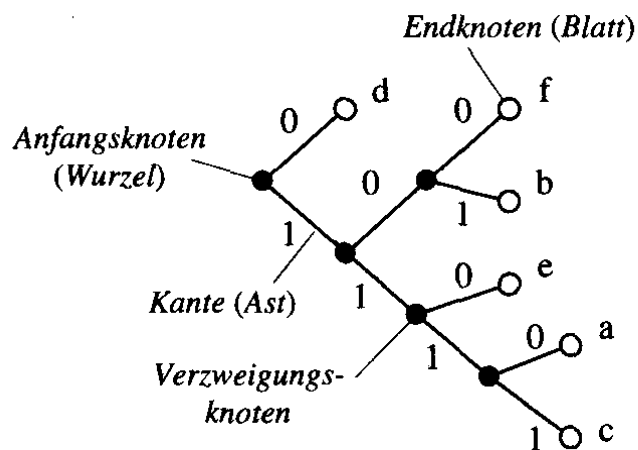 Endknoten (Blatt)
0 d 0 f
Anfangsknoten
(Wurzel)
0
1 b
1
0 e
Kante (Ast)
1
0 a
Verzweigungs-
1
knoten
1 c